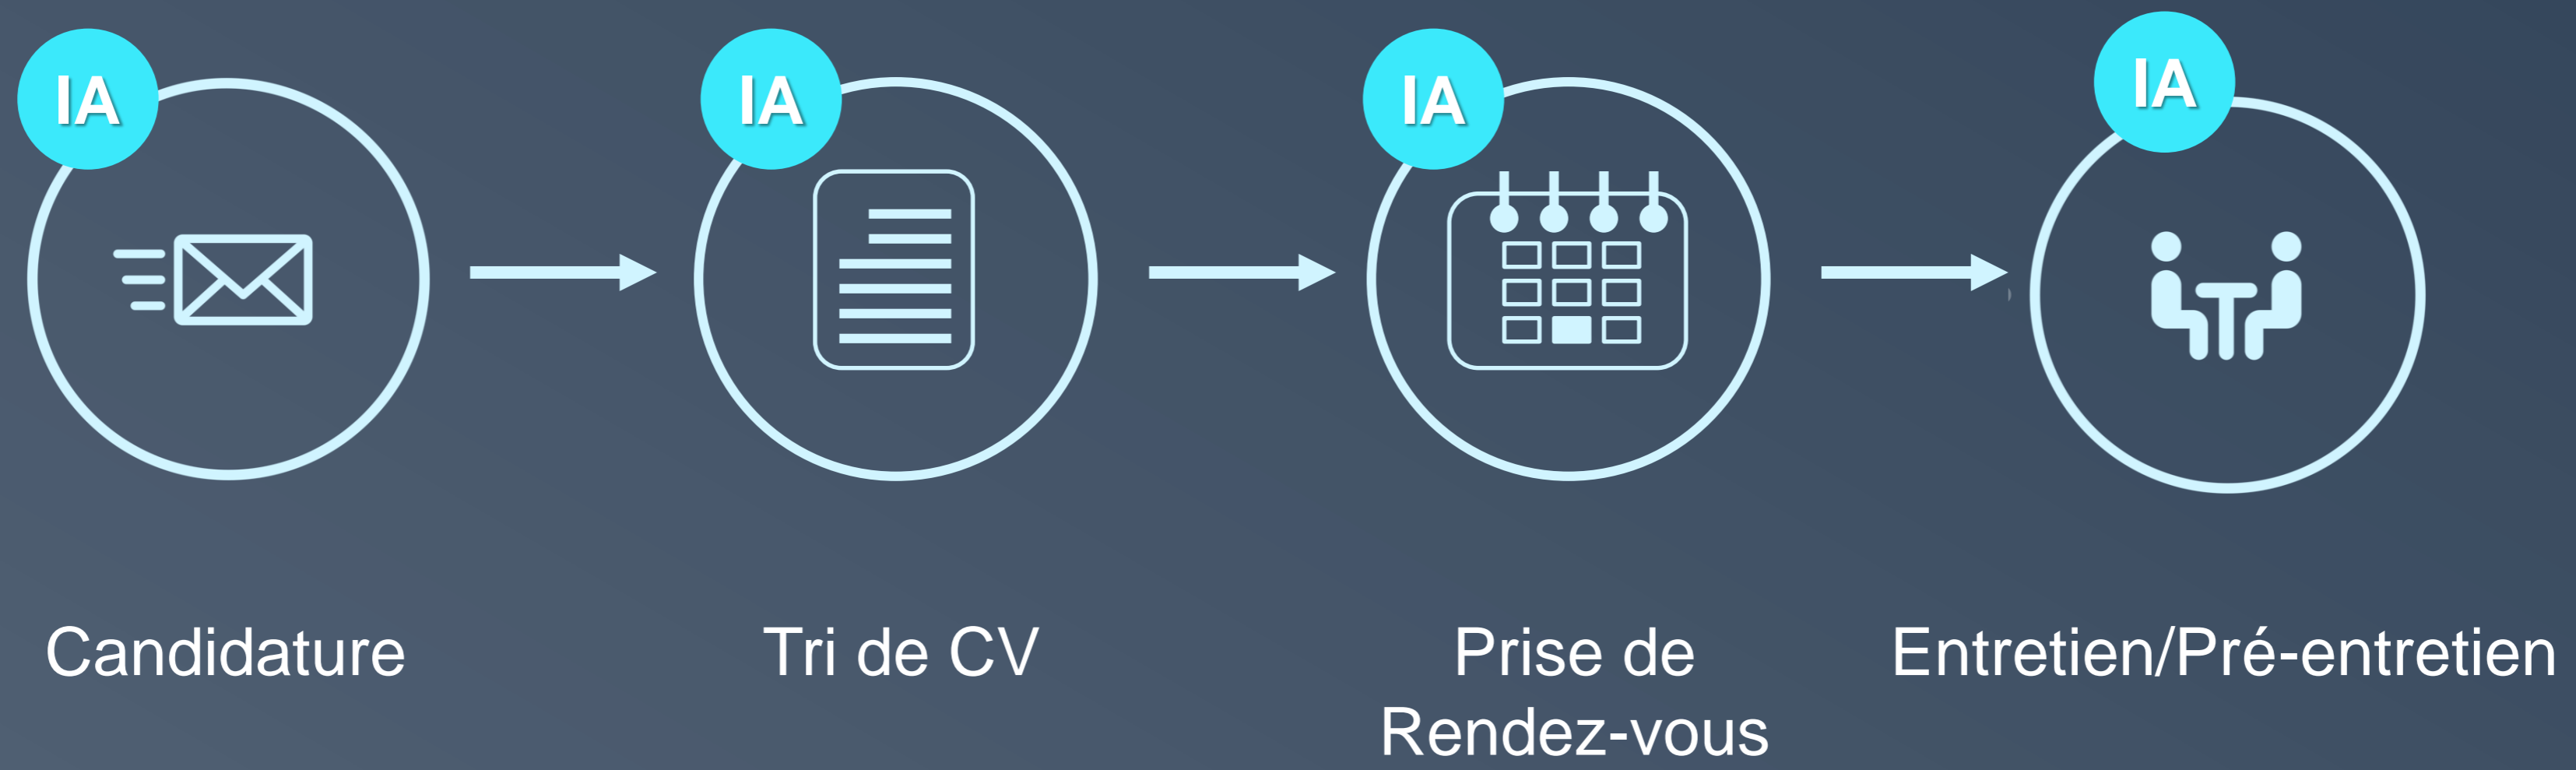 IA
IA
IA
IA
Candidature
Tri de CV
Prise de
Rendez-vous
Entretien/Pré-entretien